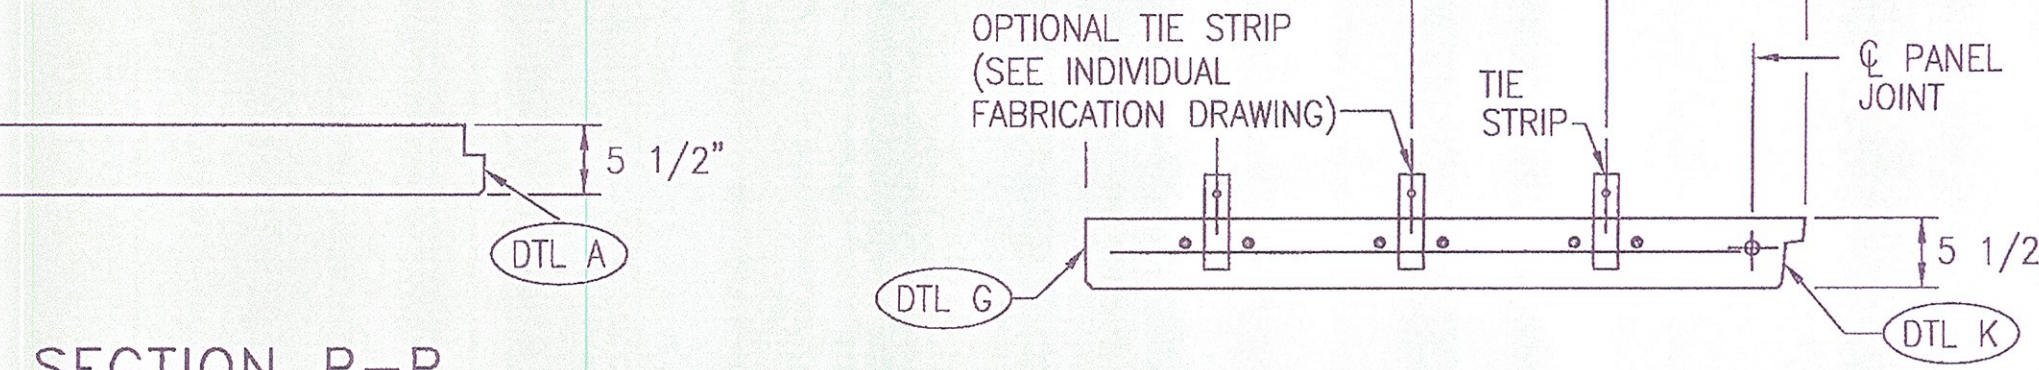 OPTIONAL TIE STRIP
(SEE INDIVIDUAL
FABRICATION DRAWING)
TIE
STRIP
℄ PANEL
JOINT
5 1/2"
5 1/2
DTL A
DTL G
DTL K
SECTION